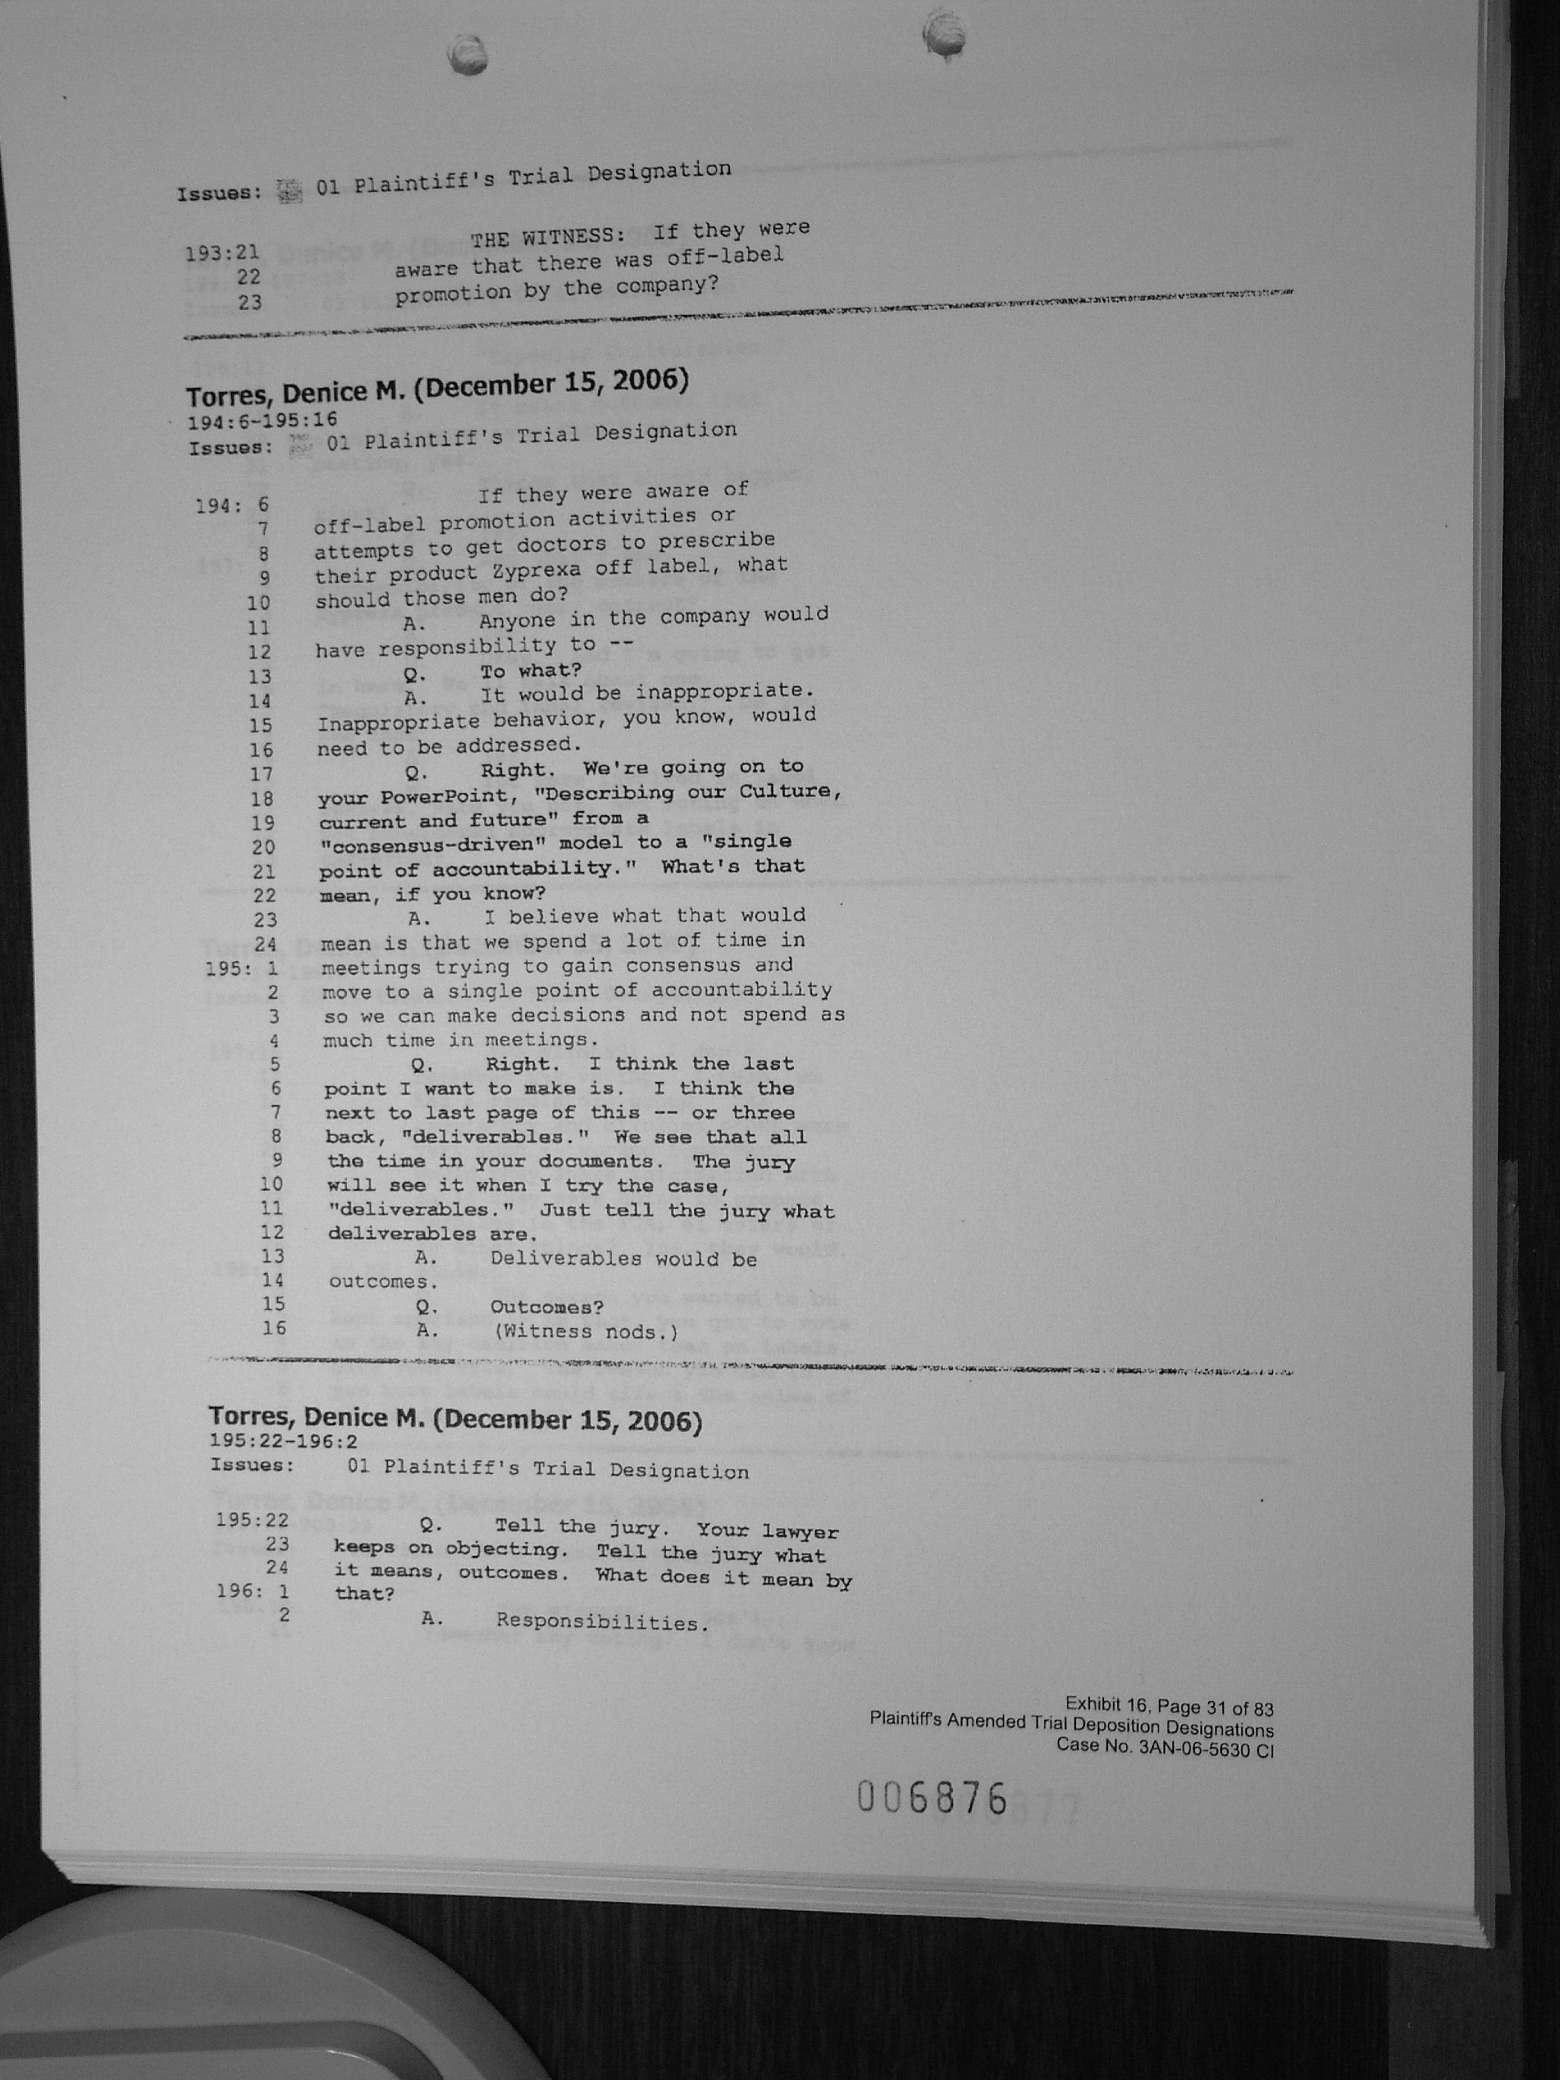 Issues: 01 Plaintiff's Trial Designation
193:21 THE WITNESS: If they were
22 aware that there was off-label
23 promotion by the company?
Torres, Denice M. (December 15, 2006)
194:6-195:16
Issues: 01 Plaintiff's Trial Designation
194: 6 If they were aware of
7 off-label promotion activities or
8 attempts to get doctors to prescribe
9 their product Zyprexa off label, what
10 should those men do?
11 A. Anyone in the company would
12 have responsibility to --
13 Q. To what?
14 A. It would be inappropriate.
15 Inappropriate behavior, you know, would
16 need to be addressed.
17 Q. Right. We're going on to
18 your PowerPoint, "Describing our Culture,
19 current and future" from a
20 "consensus-driven" model to a "single
21 point of accountability." What's that
22 mean, if you know?
23 A. I believe what that would
24 mean is that we spend a lot of time in
195: 1 meetings trying to gain consensus and
2 move to a single point of accountability
3 so we can make decisions and not spend as
4 much time in meetings.
5 Q. Right. I think the last
6 point I want to make is. I think the
7 next to last page of this -- or three
8 back, "deliverables." We see that all
9 the time in your documents. The jury
10 will see it when I try the case,
11 "deliverables." Just tell the jury what
12 deliverables are.
13 A. Deliverables would be
14 outcomes.
15 Q. Outcomes?
16 A. (Witness nods.)
Torres, Denice M. (December 15, 2006)
195:22-196:2
Issues: 01 Plaintiff's Trial Designation
195:22 Q. Tell the jury. Your lawyer
23 keeps on objecting. Tell the jury what
24 it means, outcomes. What does it mean by
196: 1 that?
2 A. Responsibilities.
Exhibit 16, Page 31 of 83
Plaintiff's Amended Trial Deposition Designations
Case No. 3AN-06-5630 CI
006876